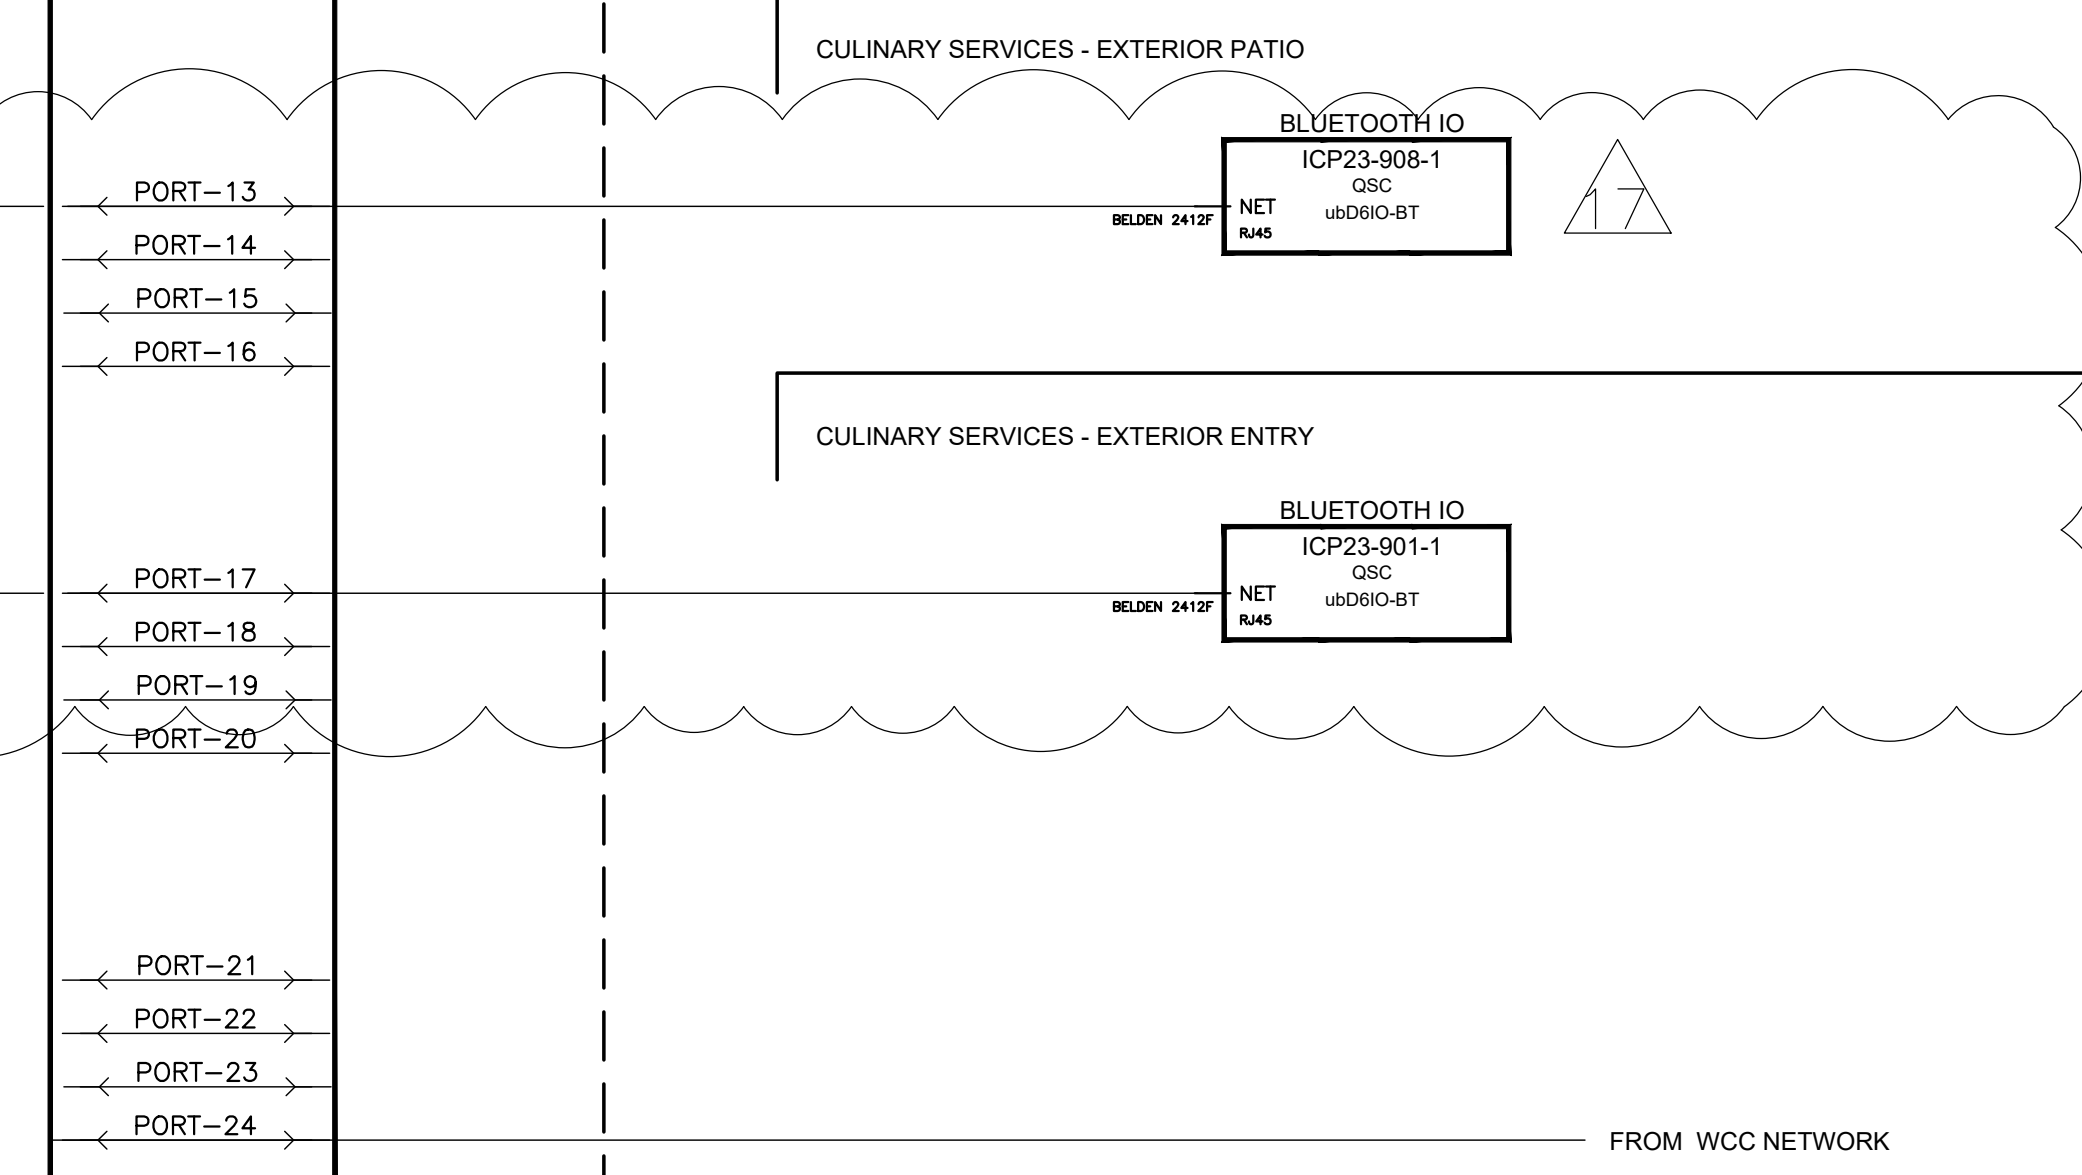 CULINARY SERVICES - EXTERIOR PATIO
BLUETOOTH IO
ICP23-908-1
QSC
ubD6IO-BT
NET
RJ45
BELDEN 2412F
17
PORT-13
PORT-14
PORT-15
PORT-16
CULINARY SERVICES - EXTERIOR ENTRY
BLUETOOTH IO
ICP23-901-1
QSC
ubD6IO-BT
NET
RJ45
BELDEN 2412F
PORT-17
PORT-18
PORT-19
PORT-20
PORT-21
PORT-22
PORT-23
PORT-24
FROM WCC NETWORK